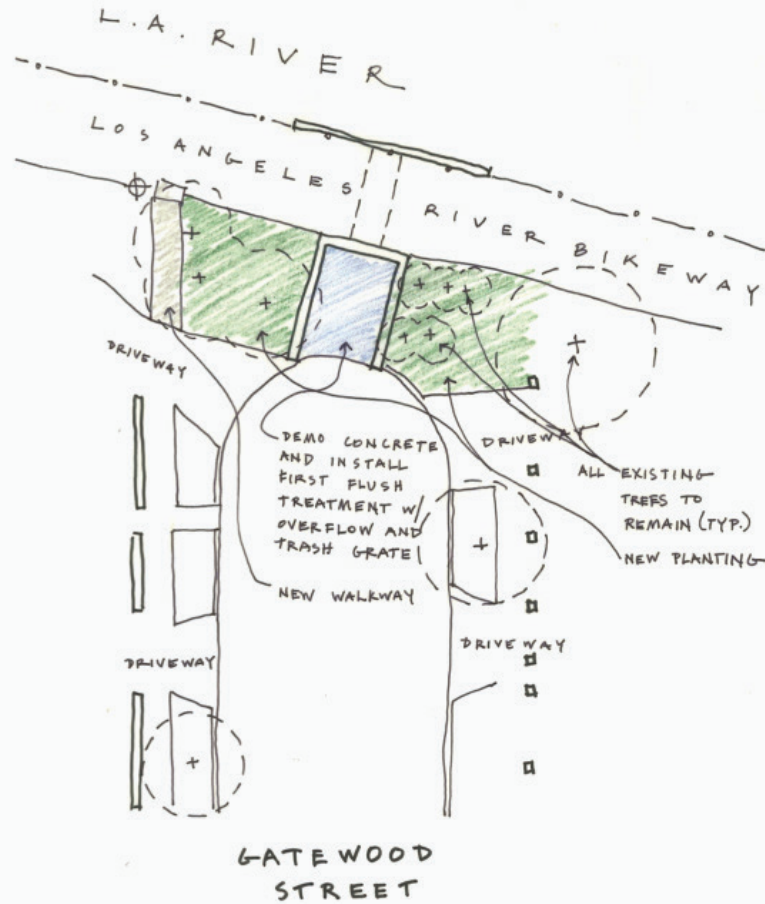 L.A. RIVER
LOS ANGELES RIVER BIKEWAY
DRIVEWAY
DEMO CONCRETE
AND INSTALL
FIRST FLUSH
TREATMENT W/
OVERFLOW AND
TRASH GRATE
DRIVEWAY
ALL EXISTING
TREES TO
REMAIN (TYP.)
NEW PLANTING
NEW WALKWAY
DRIVEWAY
DRIVEWAY
GATEWOOD
STREET